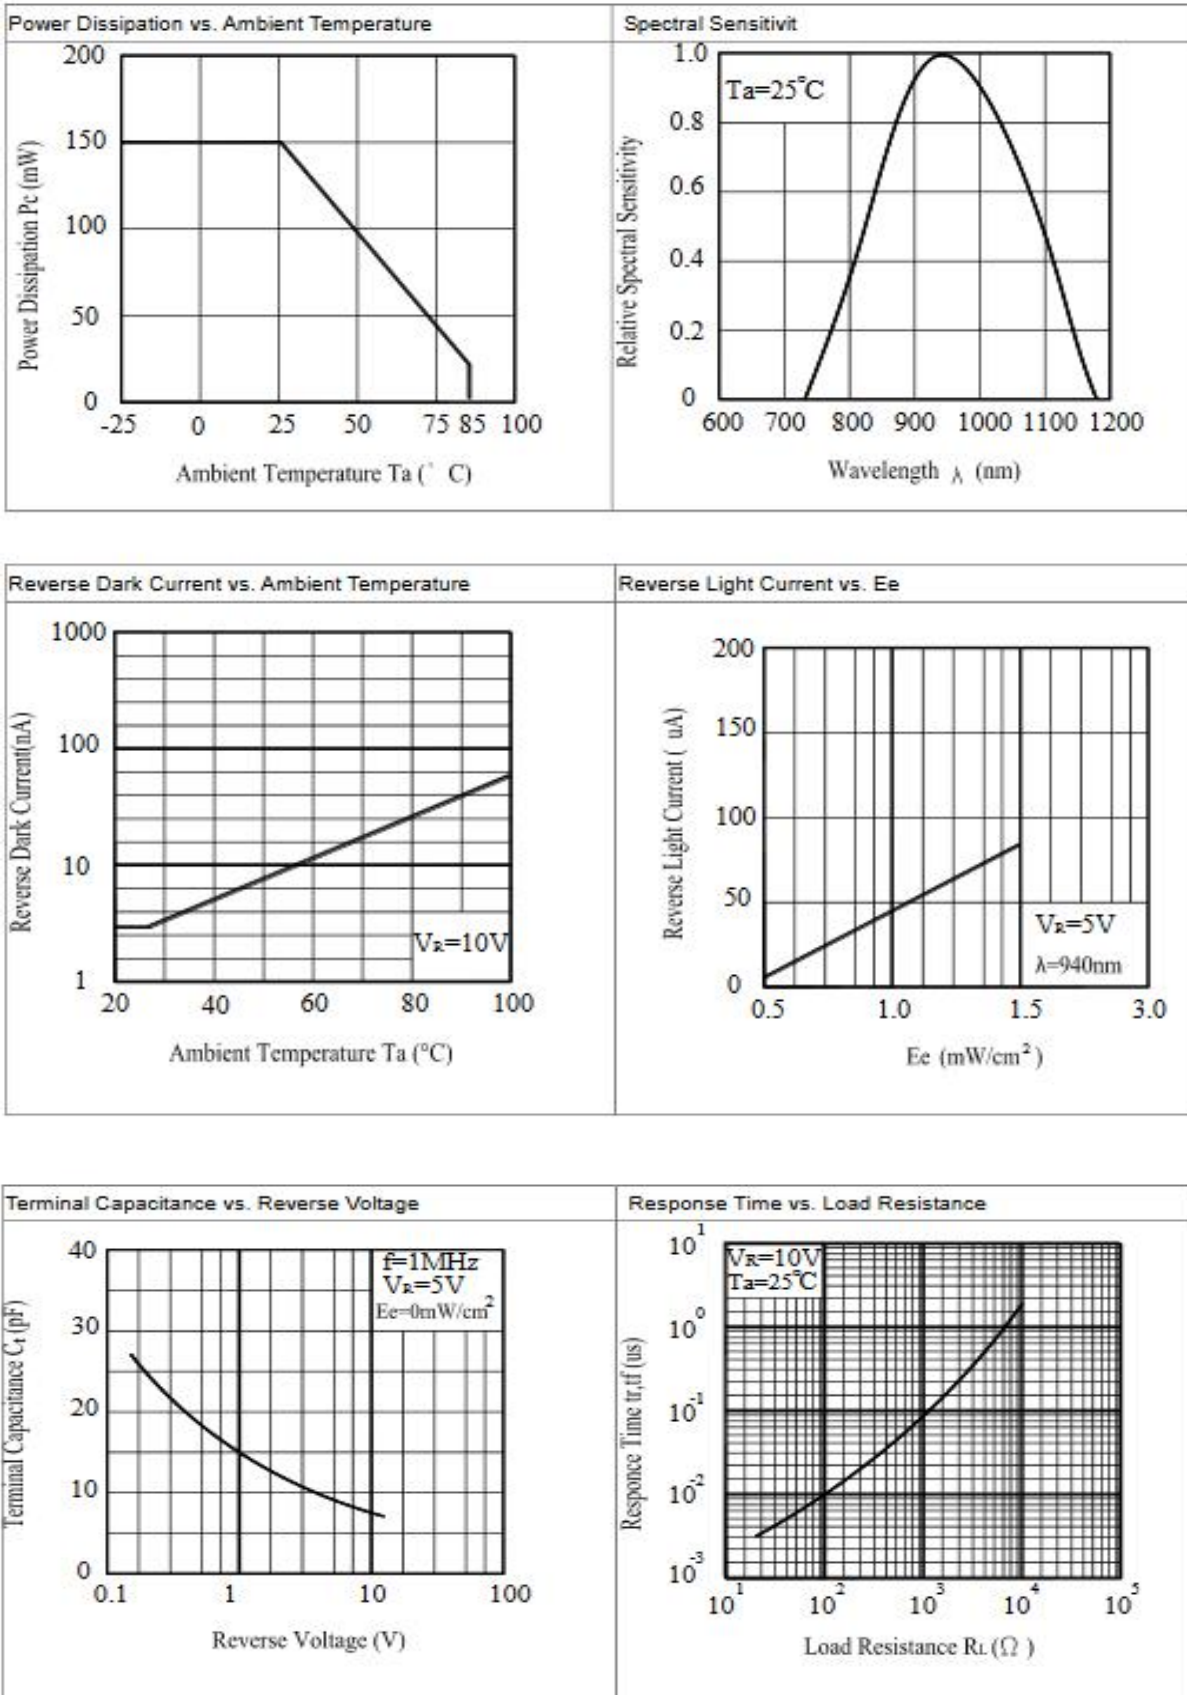 Power Dissipation vs. Ambient Temperature
200
150
100
50
0
-25 0 25 50 75 85 100
Power Dissipation Pc (mW)
Ambient Temperature Ta (° C)
Spectral Sensitivit
1.0
0.8
0.6
0.4
0.2
0
Ta=25°C
600 700 800 900 1000 1100 1200
Relative Spectral Sensitivity
Wavelength λ (nm)
Reverse Dark Current vs. Ambient Temperature
1000
100
10
1
VR=10V
20 40 60 80 100
Reverse Dark Current(nA)
Ambient Temperature Ta (°C)
Reverse Light Current vs. Ee
200
150
100
50
0
VR=5V
λ=940nm
0.5 1.0 1.5 3.0
Reverse Light Current ( uA)
Ee (mW/cm²)
Terminal Capacitance vs. Reverse Voltage
40
30
20
10
0
f=1MHz
VR=5V
Ee=0mW/cm²
0.1 1 10 100
Terminal Capacitance Ct (pF)
Reverse Voltage (V)
Response Time vs. Load Resistance
10¹
10⁰
10⁻¹
10⁻²
10⁻³
VR=10V
Ta=25℃
10¹ 10² 10³ 10⁴ 10⁵
Responce Time tr,tf (us)
Load Resistance RL (Ω )